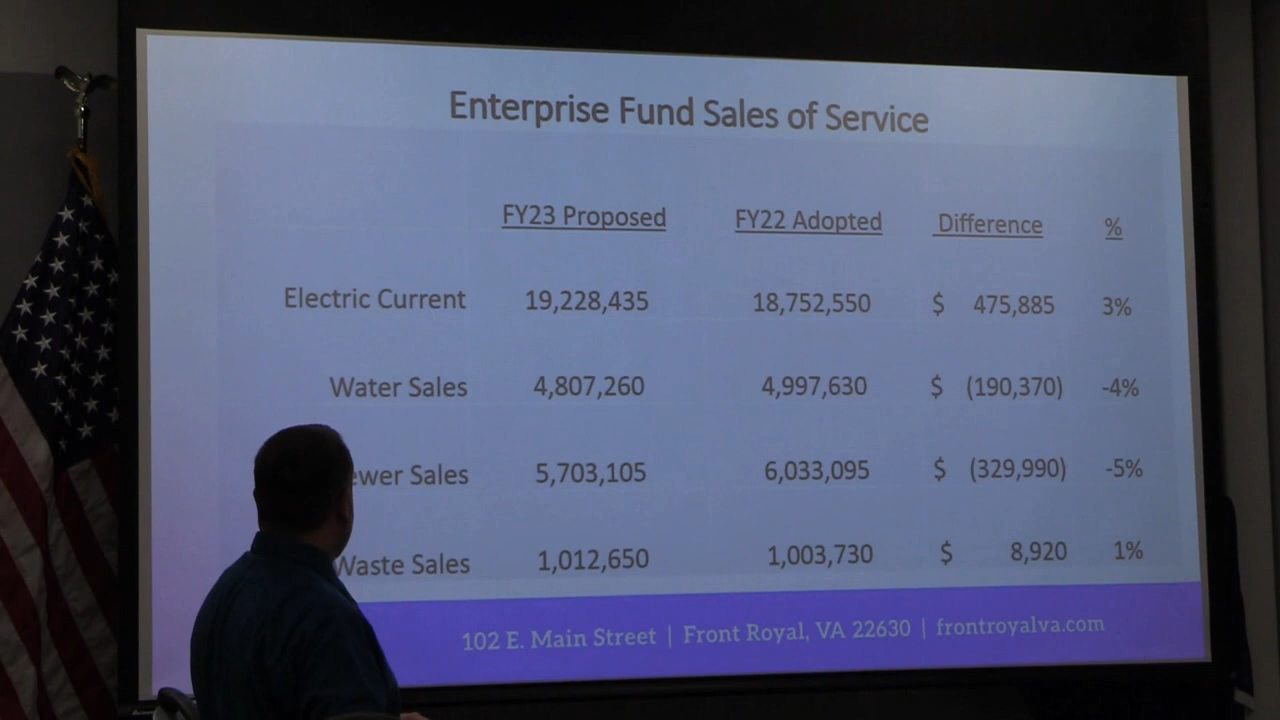 Enterprise Fund Sales of Service
FY23 Proposed FY22 Adopted Difference %
Electric Current 19,228,435 18,752,550 $ 475,885 3%
Water Sales 4,807,260 4,997,630 $ (190,370) -4%
ewer Sales 5,703,105 6,033,095 $ (329,990) -5%
Waste Sales 1,012,650 1,003,730 $ 8,920 1%
102 E. Main Street | Front Royal, VA 22630 | frontroyalva.com